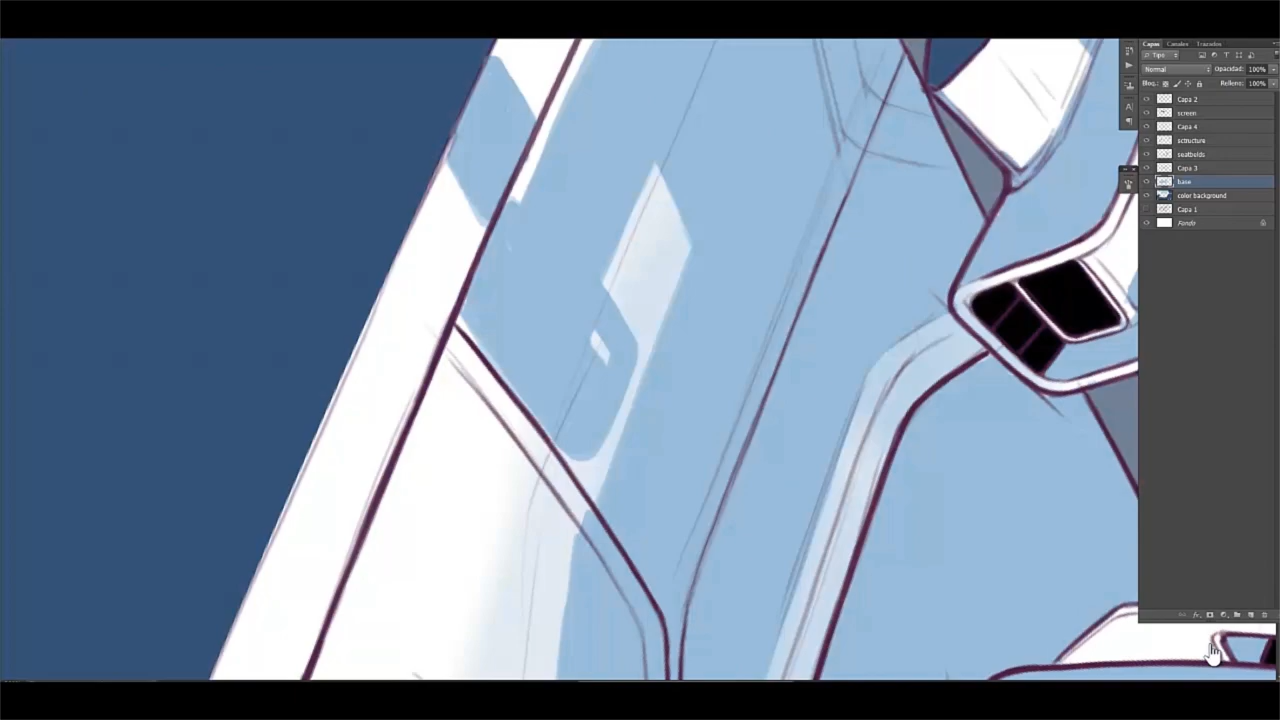 Capas Canales Trazados
Tipo
Normal Opacidad: 100%
Bloq.: Relleno: 100%
Capa 2
screen
Capa 4
sctructure
seatbelds
Capa 3
base
color background
Capa 1
Fondo